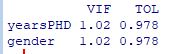 VIF TOL
yearsPHD 1.02 0.978
gender 1.02 0.978